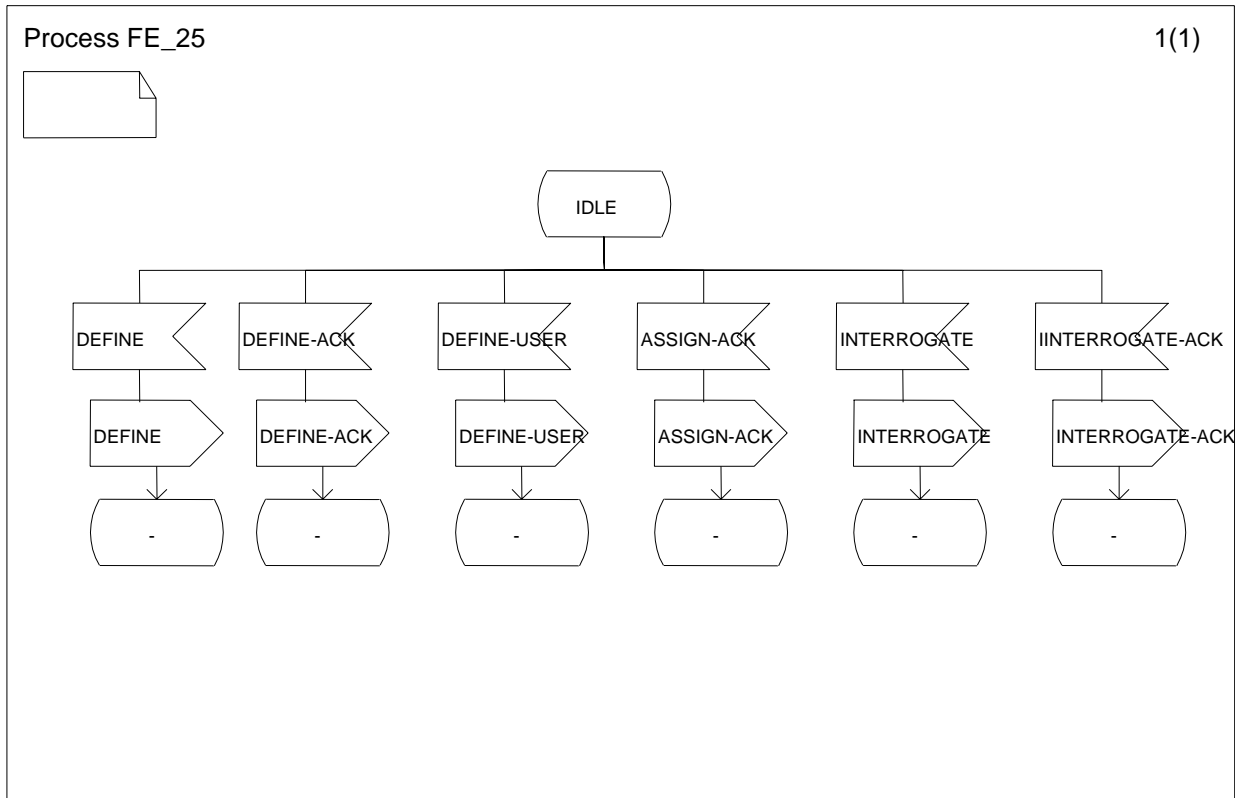 Process FE_25 1(1)
IDLE
DEFINE DEFINE-ACK DEFINE-USER ASSIGN-ACK INTERROGATE IINTERROGATE-ACK
DEFINE DEFINE-ACK DEFINE-USER ASSIGN-ACK INTERROGATE INTERROGATE-ACK
- - - - - -